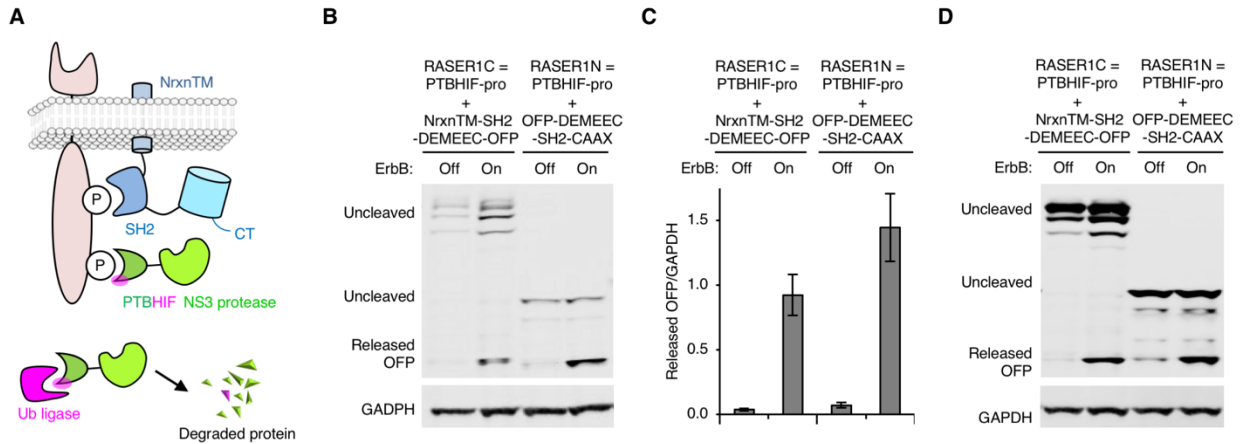 A
NrxnTM
P
SH2
CT
P
PTBHIF NS3 protease
Ub ligase
Degraded protein
B
RASER1C = RASER1N =
PTBHIF-pro PTBHIF-pro
+ +
NrxnTM-SH2 OFP-DEMEEC
-DEMEEC-OFP -SH2-CAAX
ErbB: Off On Off On
Uncleaved
Uncleaved
Released
OFP
GADPH
C
RASER1C = RASER1N =
PTBHIF-pro PTBHIF-pro
+ +
NrxnTM-SH2 OFP-DEMEEC
-DEMEEC-OFP -SH2-CAAX
ErbB: Off On Off On
Released OFP/GAPDH
1.5
1.0
0.5
0.0
D
RASER1C = RASER1N =
PTBHIF-pro PTBHIF-pro
+ +
NrxnTM-SH2 OFP-DEMEEC
-DEMEEC-OFP -SH2-CAAX
ErbB: Off On Off On
Uncleaved
Uncleaved
Released
OFP
GAPDH